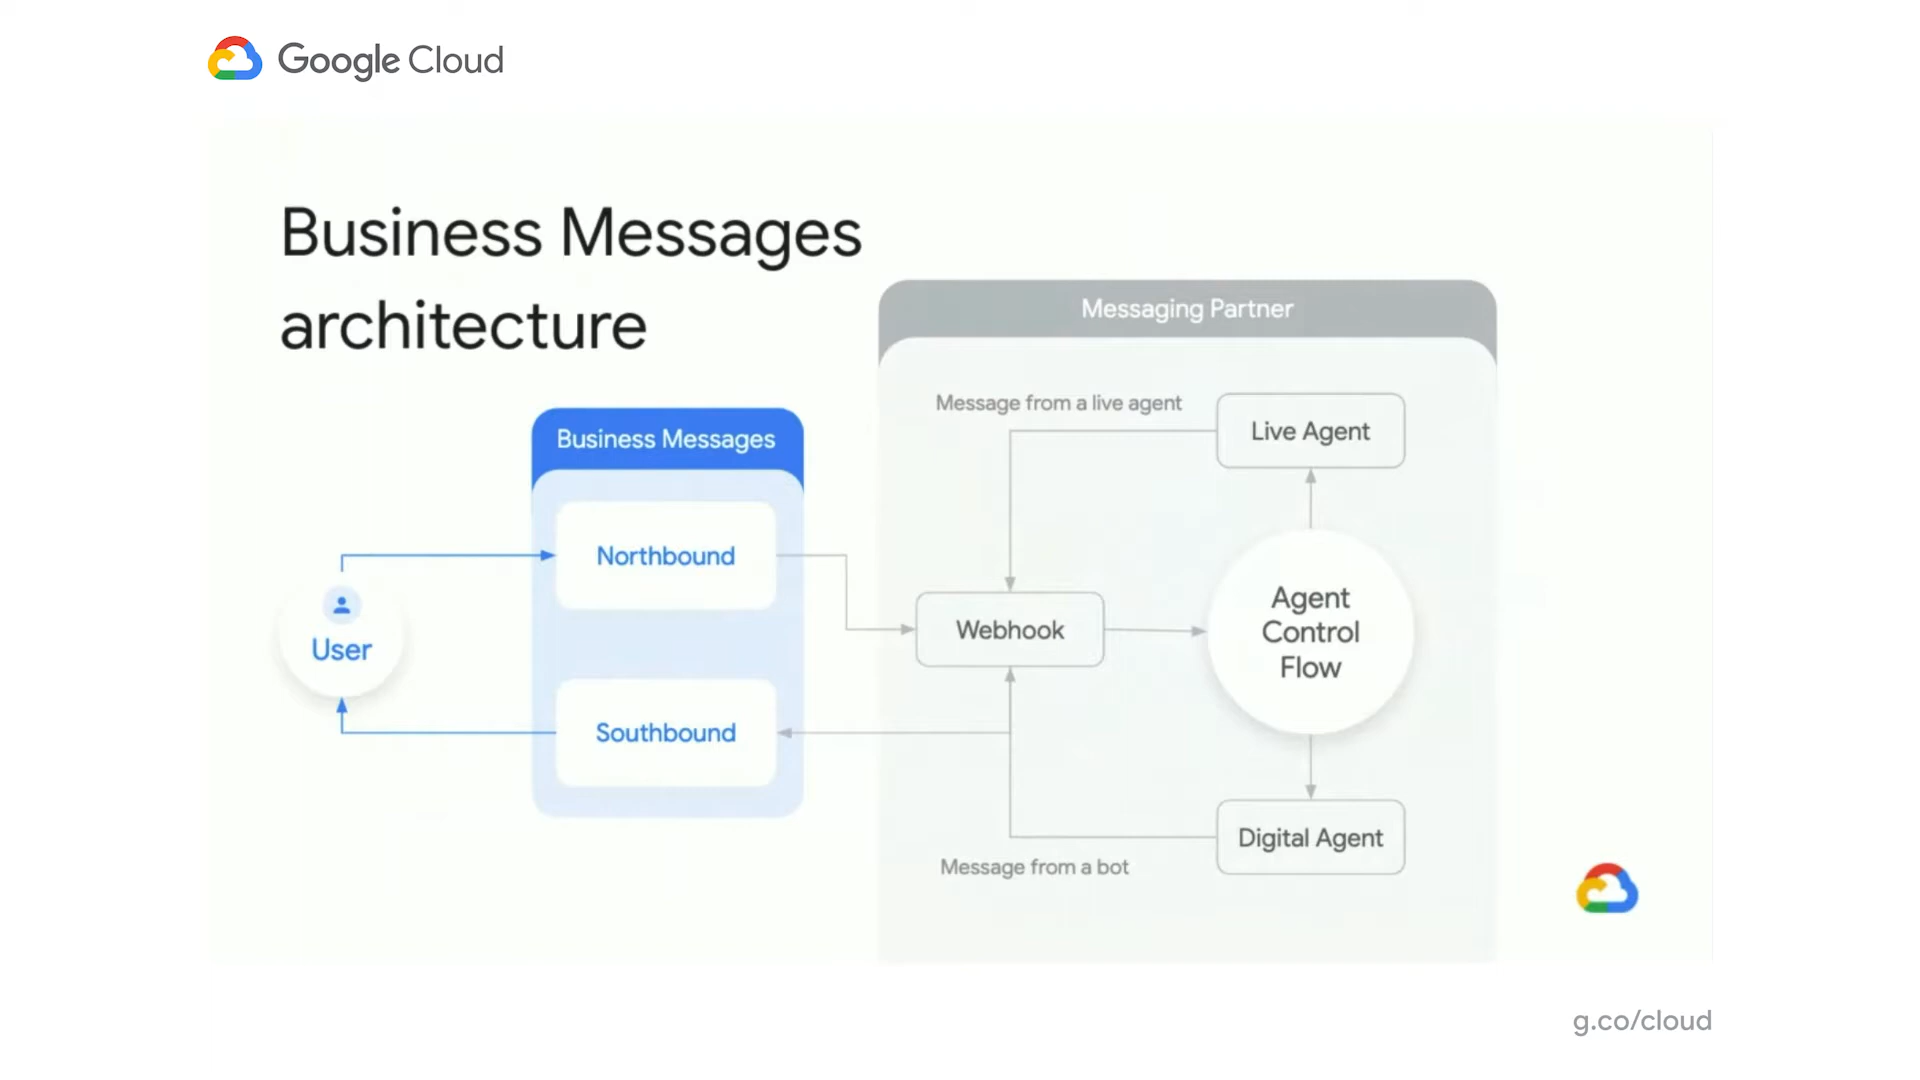 Google Cloud
Business Messages
architecture
Messaging Partner
Message from a live agent
Live Agent
Business Messages
Northbound
User
Webhook
Agent
Control
Flow
Southbound
Digital Agent
Message from a bot
g.co/cloud